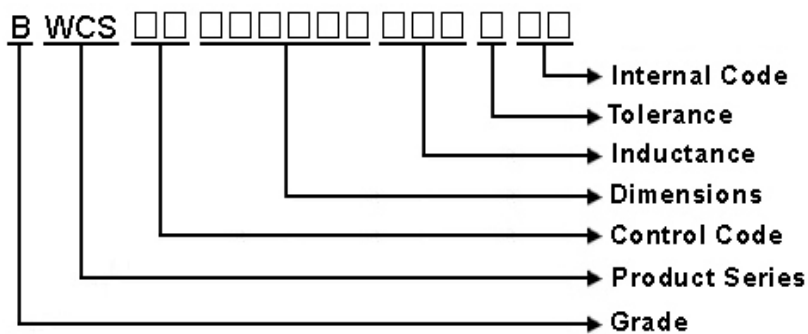 B WCS □□ □□□□□□ □□□ □ □□
Internal Code
Tolerance
Inductance
Dimensions
Control Code
Product Series
Grade